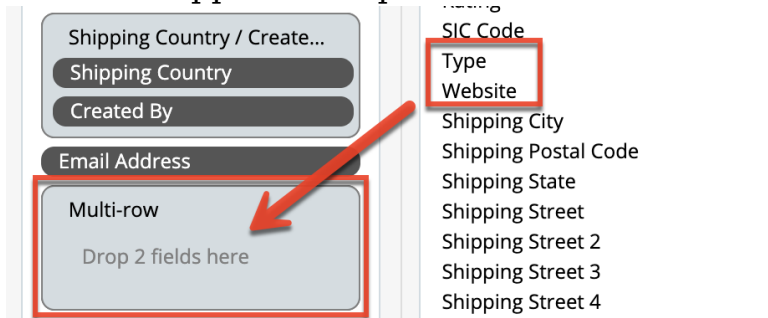 Shipping Country / Create...
Shipping Country
Created By
Email Address
Multi-row
Drop 2 fields here
Rating
SIC Code
Type
Website
Shipping City
Shipping Postal Code
Shipping State
Shipping Street
Shipping Street 2
Shipping Street 3
Shipping Street 4